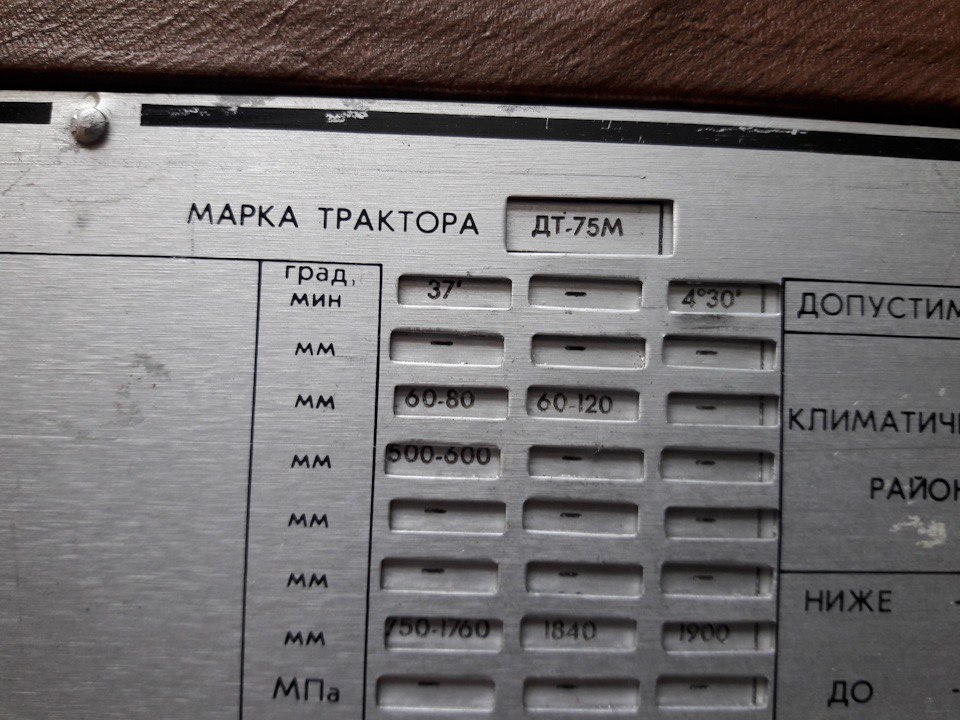 МАРКА ТРАКТОРА ДТ-75М
град, мин 37' - 4°30' ДОПУСТИМ
мм - - -
мм 60-80 60-120 - КЛИМАТИЧЕ
мм 500-600 - -
РАЙОН
мм - - -
мм - - -
НИЖЕ -
мм 750-1760 1840 1900
МПа - - -
ДО -